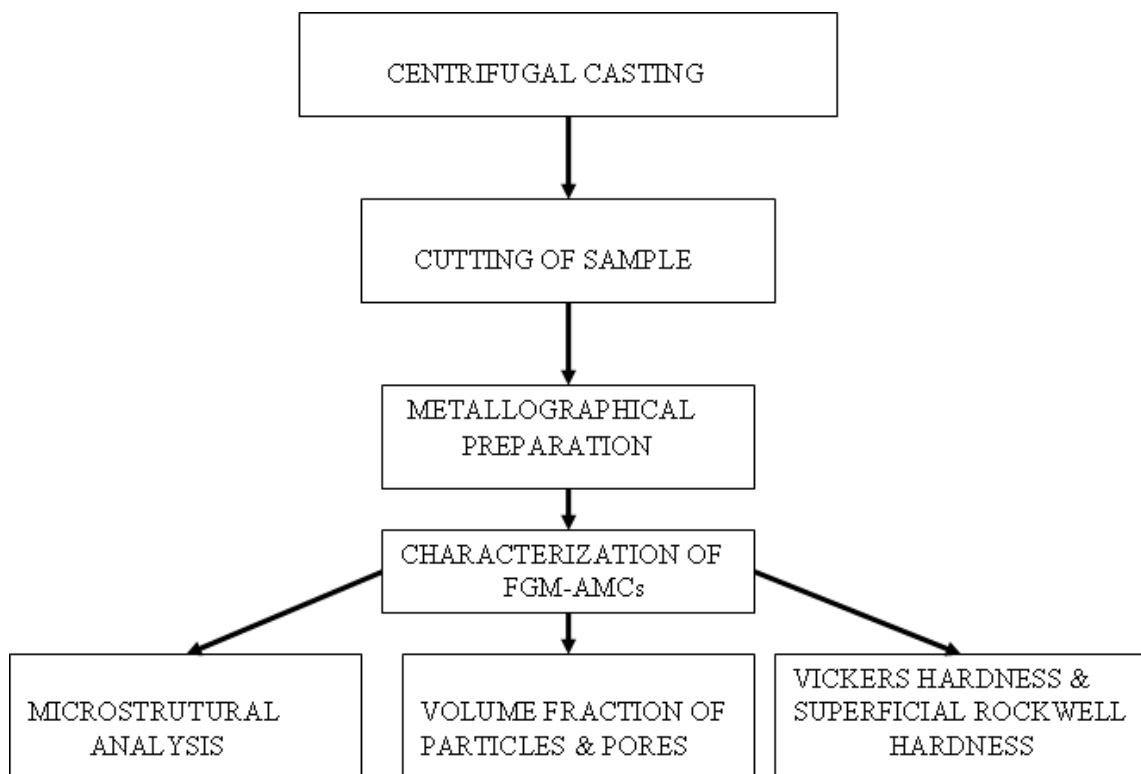 CENTRIFUGAL CASTING
CUTTING OF SAMPLE
METALLOGRAPHICAL
PREPARATION
CHARACTERIZATION OF
FGM-AMCs
MICROSTRUTURAL
ANALYSIS
VOLUME FRACTION OF
PARTICLES & PORES
VICKERS HARDNESS &
SUPERFICIAL ROCKWELL
HARDNESS